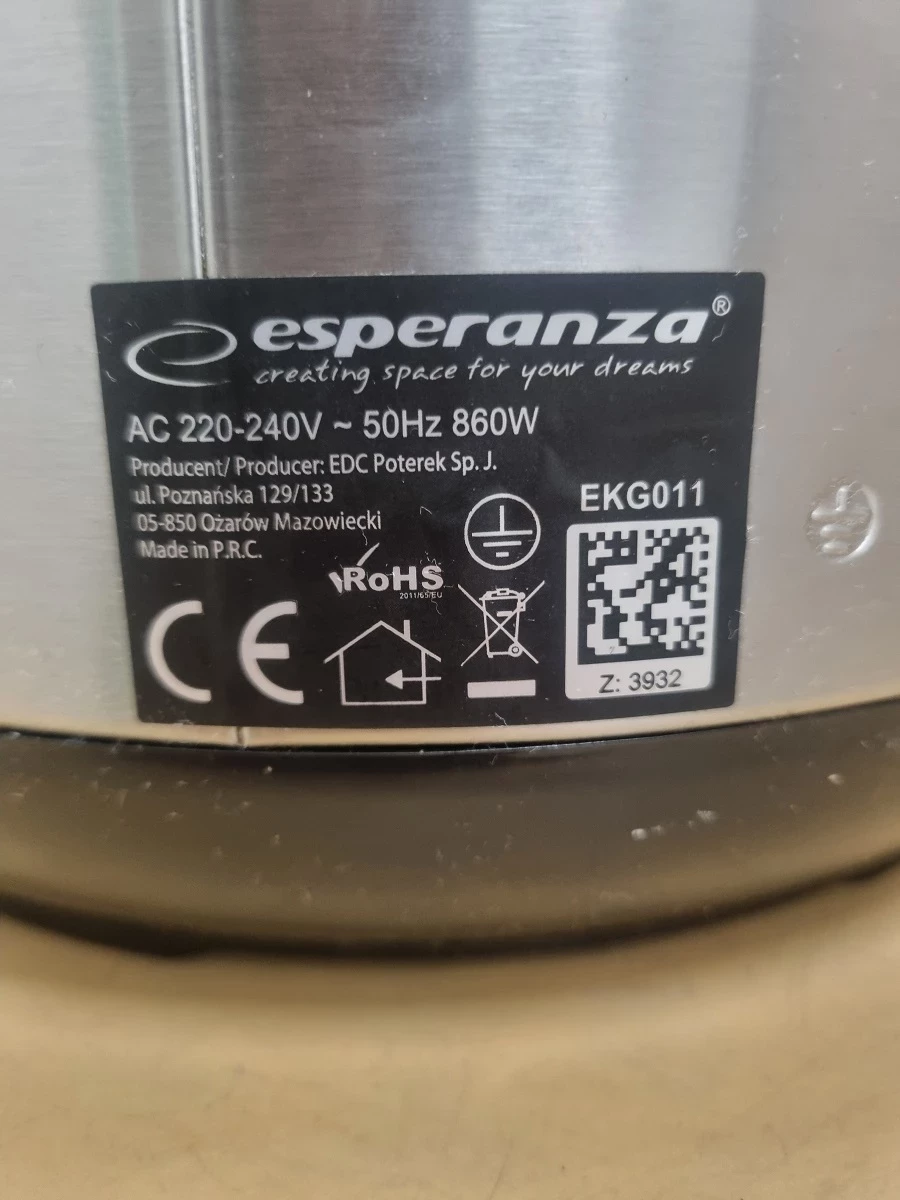 esperanza®
creating space for your dreams
AC 220-240V ~ 50Hz 860W
Producent/ Producer: EDC Poterek Sp. J.
ul. Poznańska 129/133
05-850 Ożarów Mazowiecki
Made in P.R.C.
EKG011
RoHS
2011/65/EU
CE
Z: 3932